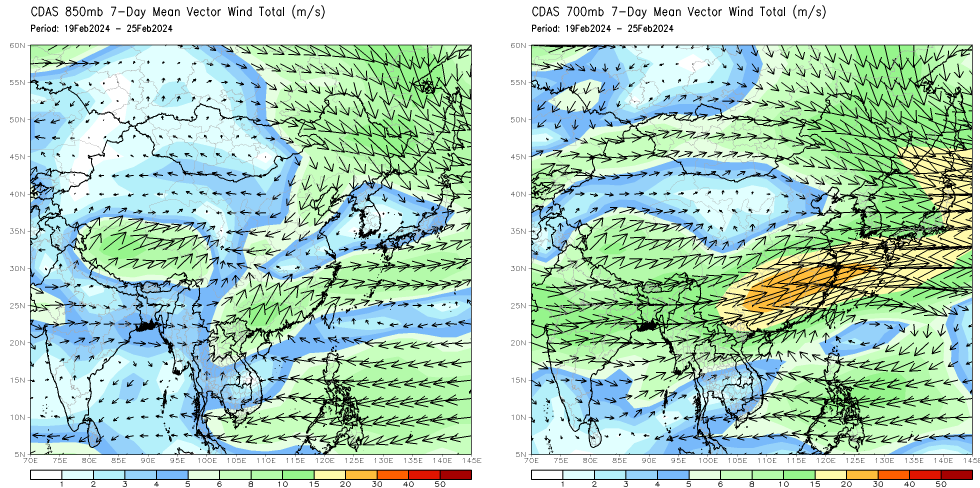 CDAS 850mb 7-Day Mean Vector Wind Total (m/s)
Period: 19Feb2024 - 25Feb2024
60N
55N
50N
45N
40N
35N
30N
25N
20N
15N
10N
5N
70E 75E 80E 85E 90E 95E 100E 105E 110E 115E 120E 125E 130E 135E 140E 145E
1 2 3 4 5 6 8 10 15 20 30 40 50
CDAS 700mb 7-Day Mean Vector Wind Total (m/s)
Period: 19Feb2024 - 25Feb2024
60N
55N
50N
45N
40N
35N
30N
25N
20N
15N
10N
5N
70E 75E 80E 85E 90E 95E 100E 105E 110E 115E 120E 125E 130E 135E 140E 145E
1 2 3 4 5 6 8 10 15 20 30 40 50